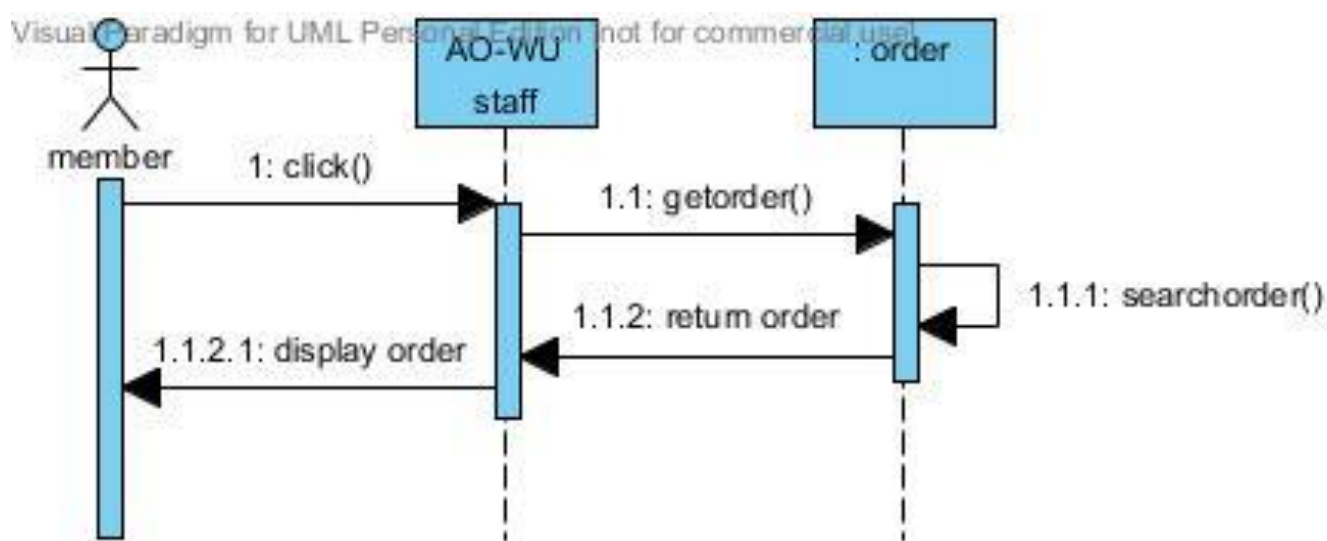 Visual Paradigm for UML Personal Edition [not for commercial use]
AO-WU
staff
: order
member
1: click()
1.1: getorder()
1.1.1: searchorder()
1.1.2: return order
1.1.2.1: display order